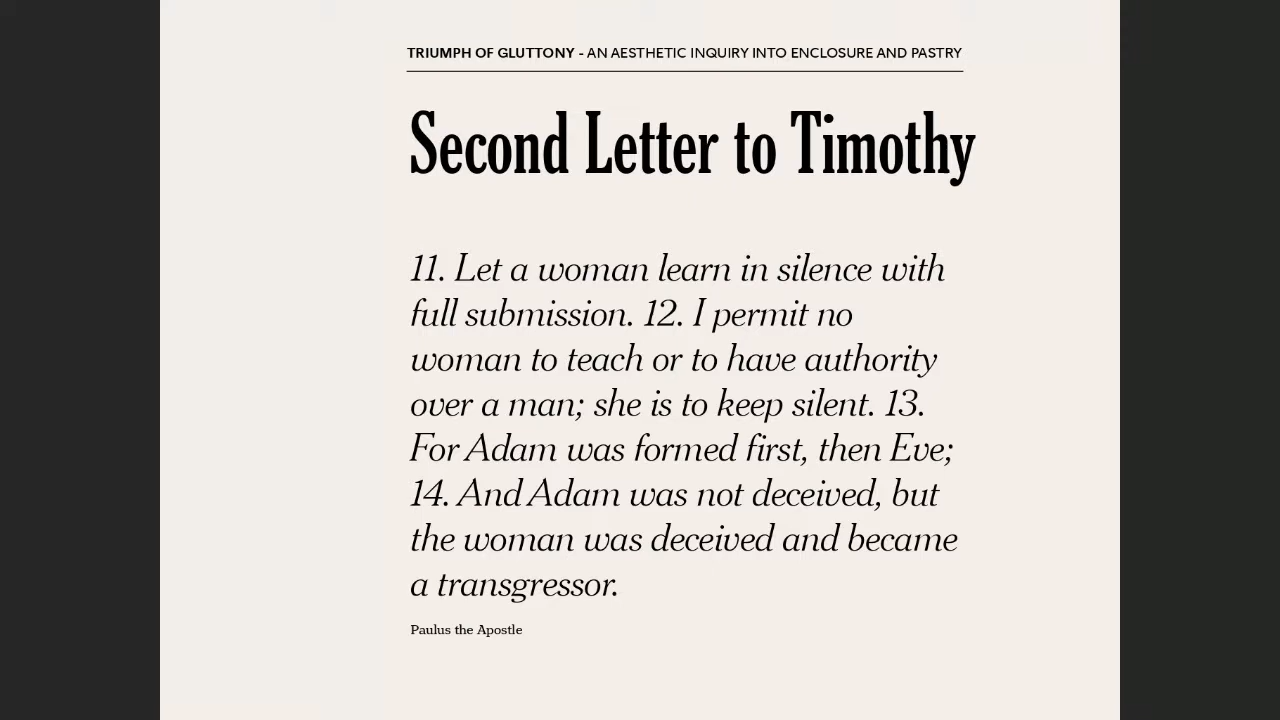 TRIUMPH OF GLUTTONY - AN AESTHETIC INQUIRY INTO ENCLOSURE AND PASTRY
Second Letter to Timothy
11. Let a woman learn in silence with
full submission. 12. I permit no
woman to teach or to have authority
over a man; she is to keep silent. 13.
For Adam was formed first, then Eve;
14. And Adam was not deceived, but
the woman was deceived and became
a transgressor.
Paulus the Apostle